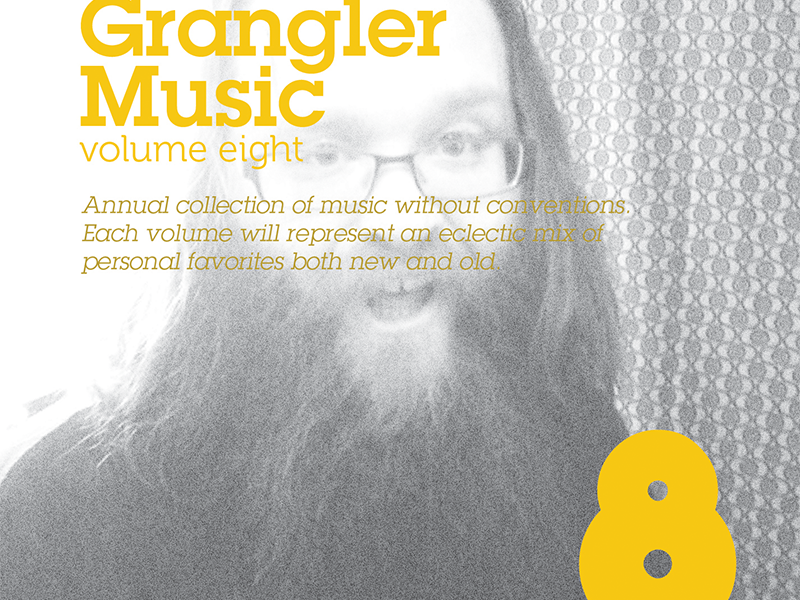 Grangler
Music
volume eight
Annual collection of music without conventions.
Each volume will represent an eclectic mix of
personal favorites both new and old.
8